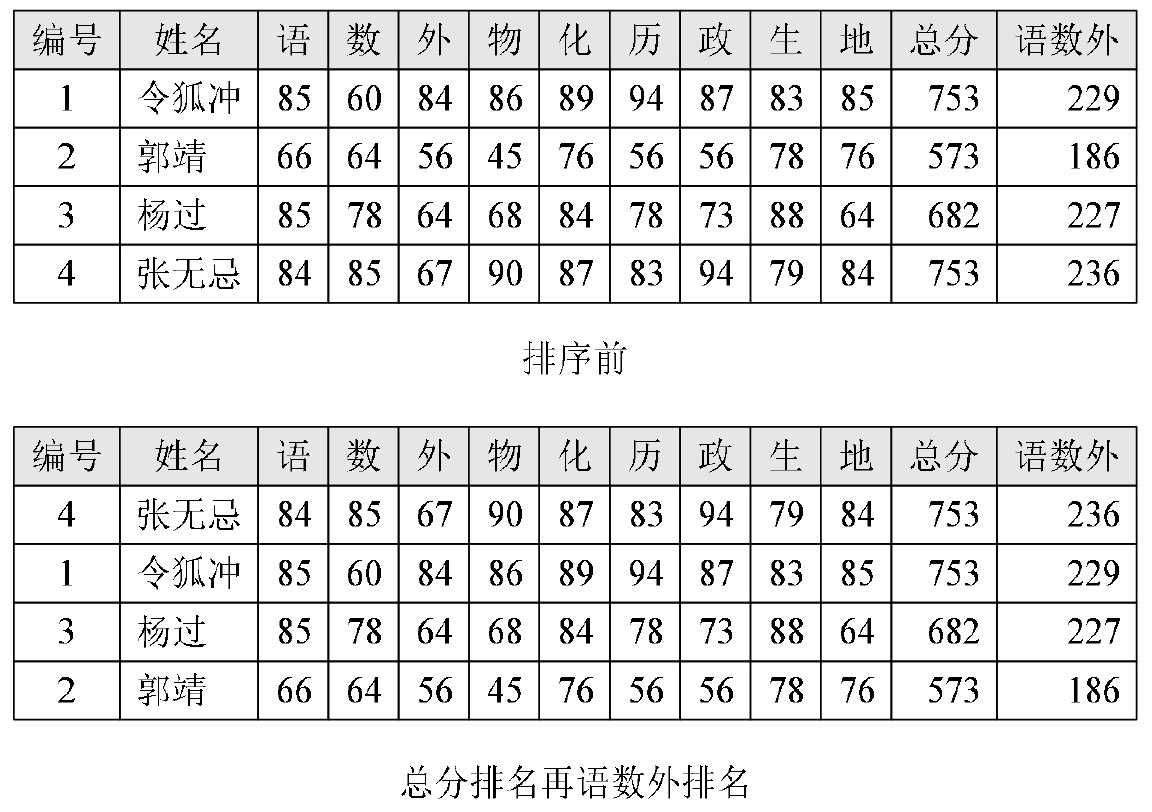 编号 姓名 语 数 外 物 化 历 政 生 地 总分 语数外
1 令狐冲 85 60 84 86 89 94 87 83 85 753 229
2 郭靖 66 64 56 45 76 56 56 78 76 573 186
3 杨过 85 78 64 68 84 78 73 88 64 682 227
4 张无忌 84 85 67 90 87 83 94 79 84 753 236
排序前
编号 姓名 语 数 外 物 化 历 政 生 地 总分 语数外
4 张无忌 84 85 67 90 87 83 94 79 84 753 236
1 令狐冲 85 60 84 86 89 94 87 83 85 753 229
3 杨过 85 78 64 68 84 78 73 88 64 682 227
2 郭靖 66 64 56 45 76 56 56 78 76 573 186
总分排名再语数外排名